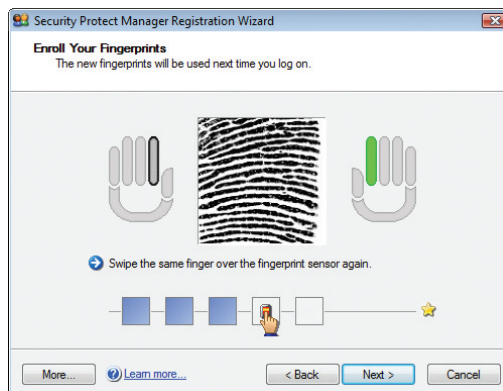 Security Protect Manager Registration Wizard
Enroll Your Fingerprints
The new fingerprints will be used next time you log on.
Swipe the same finger over the fingerprint sensor again.
More... Learn more... < Back Next > Cancel